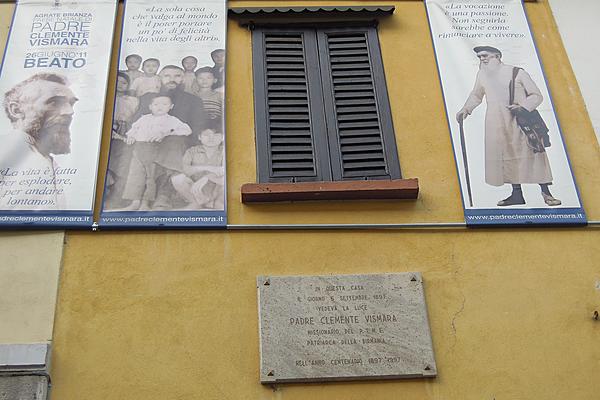 AGRATE BRIANZA
PADRE
CLEMENTE
VISMARA
26GIUGNO'11
BEATO
«La vita è fatta
per esplodere,
per andare
lontano».
www.padreclementevismara.it
«La sola cosa
che valga al mondo
è il poter portare
un po' di felicità
nella vita degli altri».
www.padreclementevismara.it
«La vocazione
è una passione.
Non seguirla
sarebbe come
rinunciare a vivere».
www.padreclementevismara.it
IN QUESTA CASA
IL GIORNO 6 SETTEMBRE 1897
VEDEVA LA LUCE
PADRE CLEMENTE VISMARA
MISSIONARIO DEL P.I.M.E.
PATRIARCA DELLA BIRMANIA
NELL'ANNO CENTENARIO 1897-1997